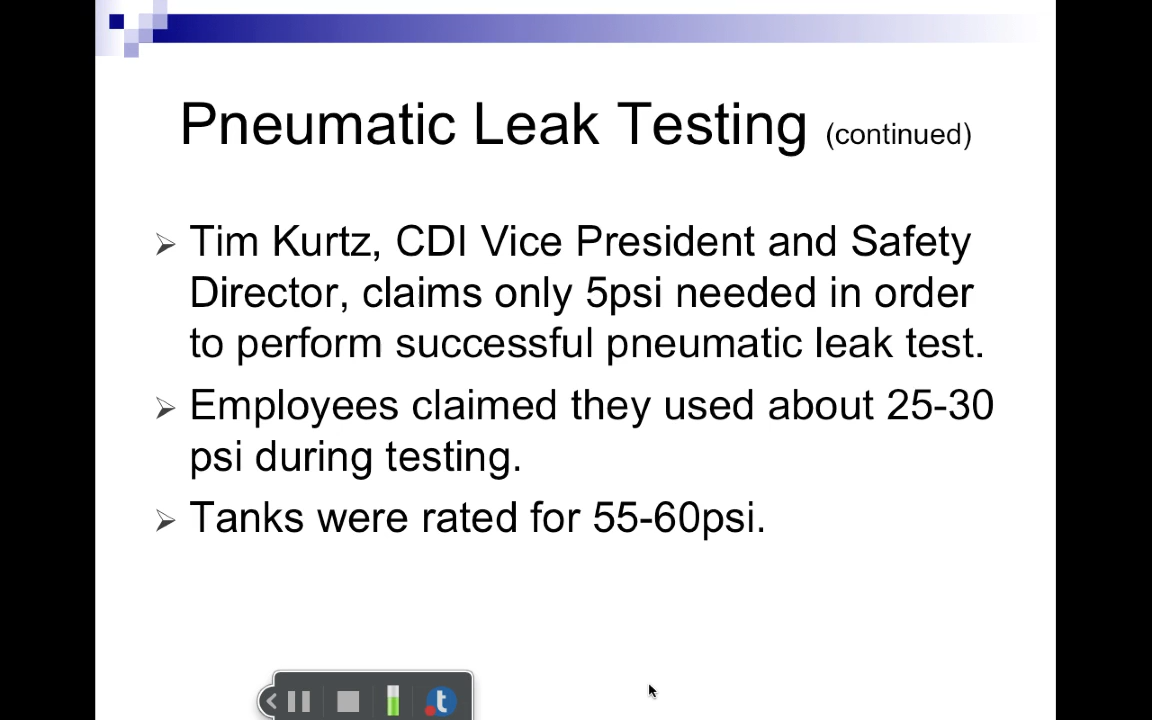 Pneumatic Leak Testing (continued)
Tim Kurtz, CDI Vice President and Safety
Director, claims only 5psi needed in order
to perform successful pneumatic leak test.
Employees claimed they used about 25-30
psi during testing.
Tanks were rated for 55-60psi.
t